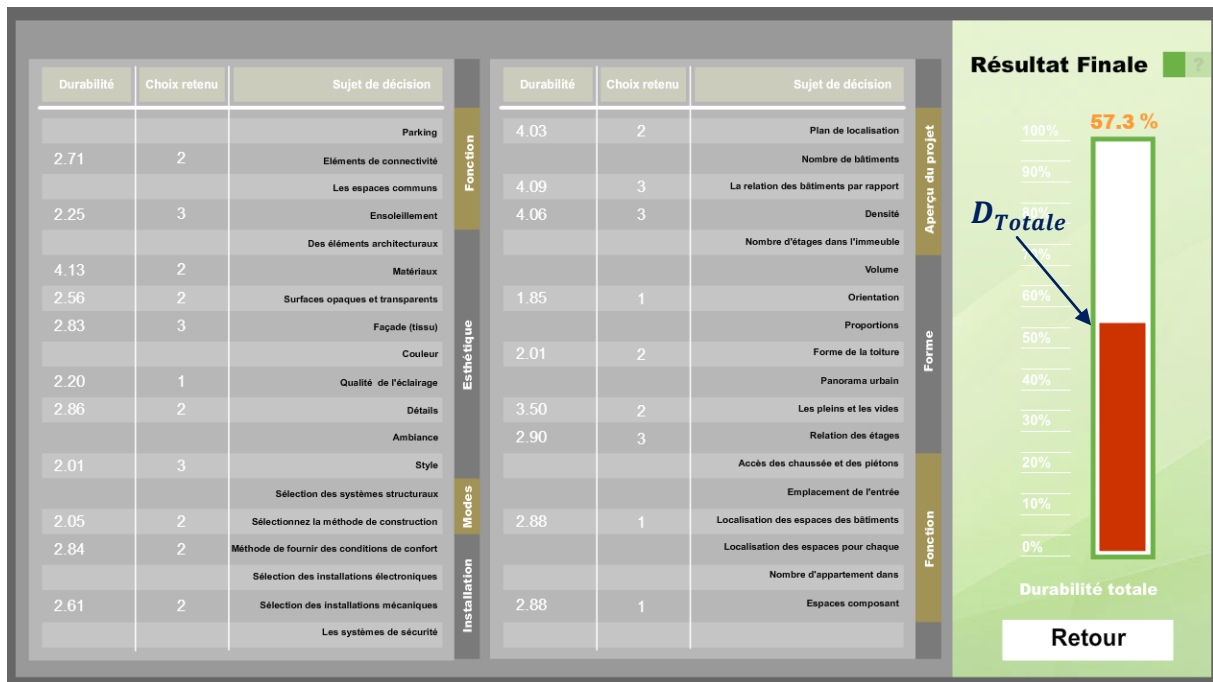 Durabilité Choix retenu Sujet de décision
Parking
2.71 2 Eléments de connectivité
Les espaces communs
2.25 3 Ensoleillement
Fonction
Des éléments architecturaux
4.13 2 Matériaux
2.56 2 Surfaces opaques et transparents
2.83 3 Façade (tissu)
Couleur
2.20 1 Qualité de l'éclairage
2.86 2 Détails
Ambiance
2.01 3 Style
Esthétique
Sélection des systèmes structuraux
2.05 2 Sélectionnez la méthode de construction
Modes
2.84 2 Méthode de fournir des conditions de confort
Sélection des installations électroniques
2.61 2 Sélection des installations mécaniques
Les systèmes de sécurité
Installation
Durabilité Choix retenu Sujet de décision
4.03 2 Plan de localisation
Nombre de bâtiments
4.09 3 La relation des bâtiments par rapport
4.06 3 Densité
Nombre d'étages dans l'immeuble
Aperçu du projet
Volume
1.85 1 Orientation
Proportions
2.01 2 Forme de la toiture
Panorama urbain
3.50 2 Les pleins et les vides
2.90 3 Relation des étages
Forme
Accès des chaussée et des piétons
Emplacement de l'entrée
2.88 1 Localisation des espaces des bâtiments
Localisation des espaces pour chaque
Nombre d'appartement dans
2.88 1 Espaces composant
Fonction
Résultat Finale ?
57.3 %
100%
90%
D Totale
60%
50%
40%
30%
20%
10%
0%
Durabilité totale
Retour